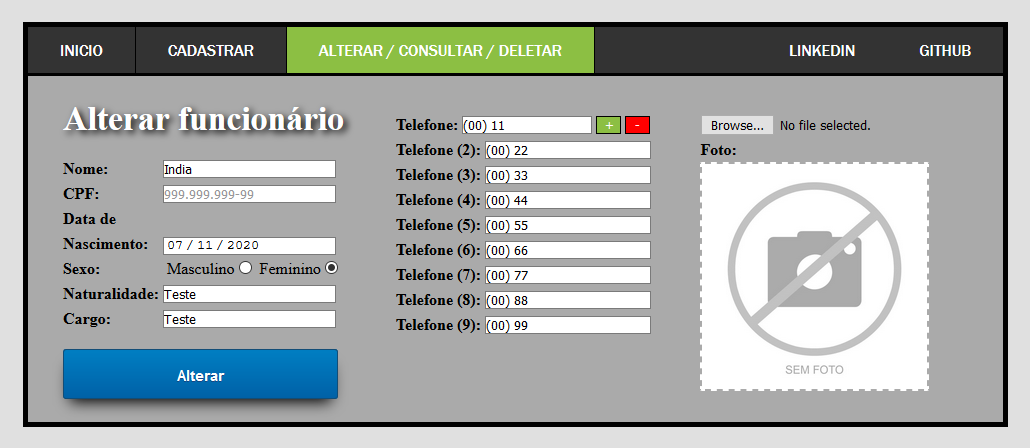 INICIO CADASTRAR ALTERAR / CONSULTAR / DELETAR LINKEDIN GITHUB
Alterar funcionário
Nome: India
CPF: 999.999.999-99
Data de
Nascimento: 07 / 11 / 2020
Sexo: Masculino Feminino
Naturalidade: Teste
Cargo: Teste
Alterar
Telefone: (00) 11 + -
Telefone (2): (00) 22
Telefone (3): (00) 33
Telefone (4): (00) 44
Telefone (5): (00) 55
Telefone (6): (00) 66
Telefone (7): (00) 77
Telefone (8): (00) 88
Telefone (9): (00) 99
Browse... No file selected.
Foto:
SEM FOTO